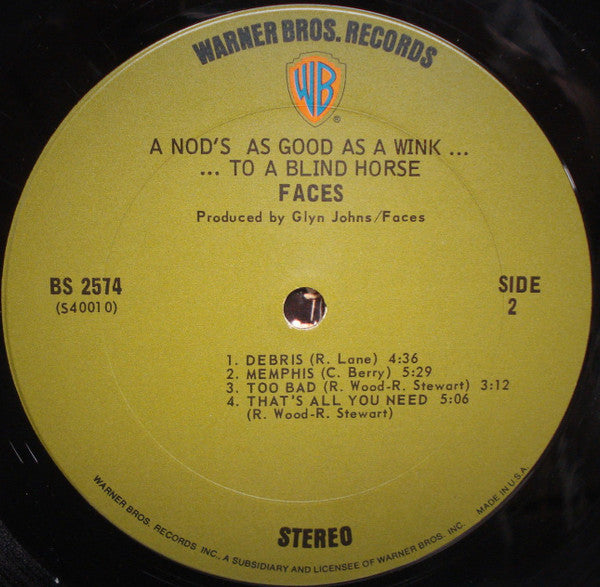 WARNER BROS. RECORDS
WB
®
A NOD'S AS GOOD AS A WINK ...
... TO A BLIND HORSE
FACES
Produced by Glyn Johns/Faces
BS 2574
(S40010)
SIDE
2
1. DEBRIS (R. Lane) 4:36
2. MEMPHIS (C. Berry) 5:29
3. TOO BAD (R. Wood-R. Stewart) 3:12
4. THAT'S ALL YOU NEED 5:06
(R. Wood-R. Stewart)
STEREO
WARNER BROS. RECORDS INC., A SUBSIDIARY AND LICENSEE OF WARNER BROS. INC. MADE IN U.S.A.